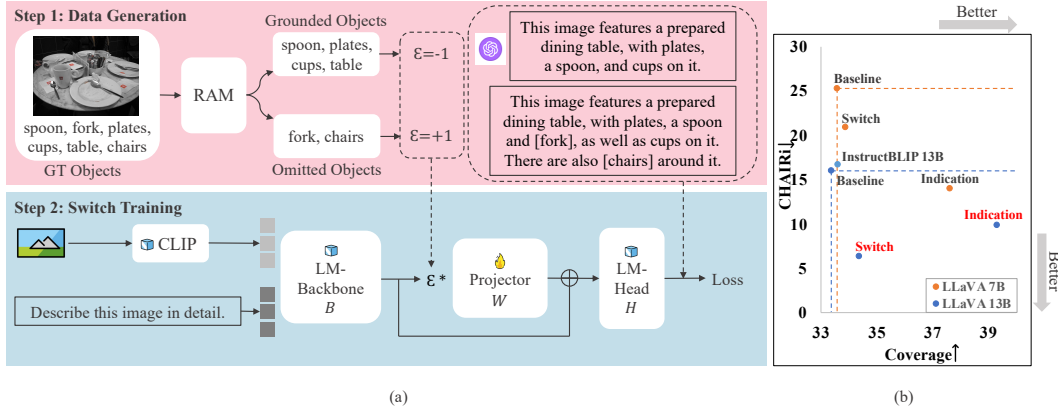 Step 1: Data Generation
spoon, fork, plates,
cups, table, chairs
GT Objects
RAM
Grounded Objects
spoon, plates,
cups, table
fork, chairs
Omitted Objects
Ɛ=-1
Ɛ=+1
This image features a prepared
dining table, with plates,
a spoon, and cups on it.
This image features a prepared
dining table, with plates, a spoon
and [fork], as well as cups on it.
There are also [chairs] around it.
Step 2: Switch Training
CLIP
Describe this image in detail.
LM-
Backbone
B
Ɛ *
Projector
W
LM-
Head
H
Loss
(a)
Better
CHAIRi↓
30
25
20
15
10
5
0
Baseline
Switch
InstructBLIP 13B
Baseline
Indication
Indication
Switch
LLaVA 7B
LLaVA 13B
Better
33
35
37
39
Coverage↑
(b)